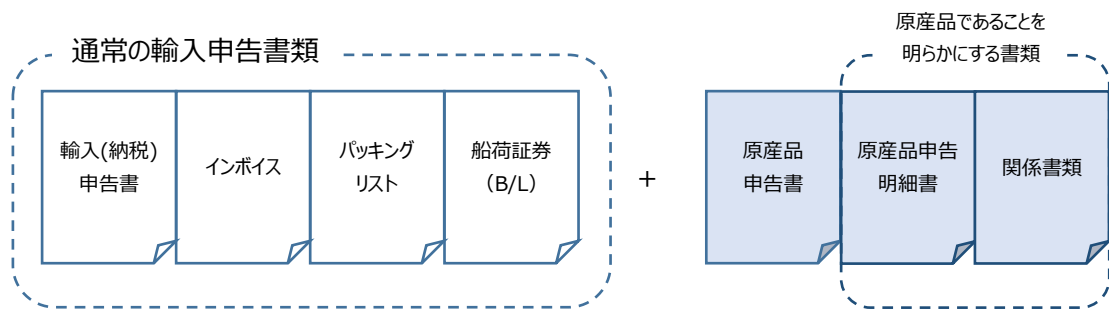 通常の輸入申告書類
輸入(納税)
申告書
インボイス
パッキング
リスト
船荷証券
（B/L）
+
原産品であることを
明らかにする書類
原産品
申告書
原産品申告
明細書
関係書類